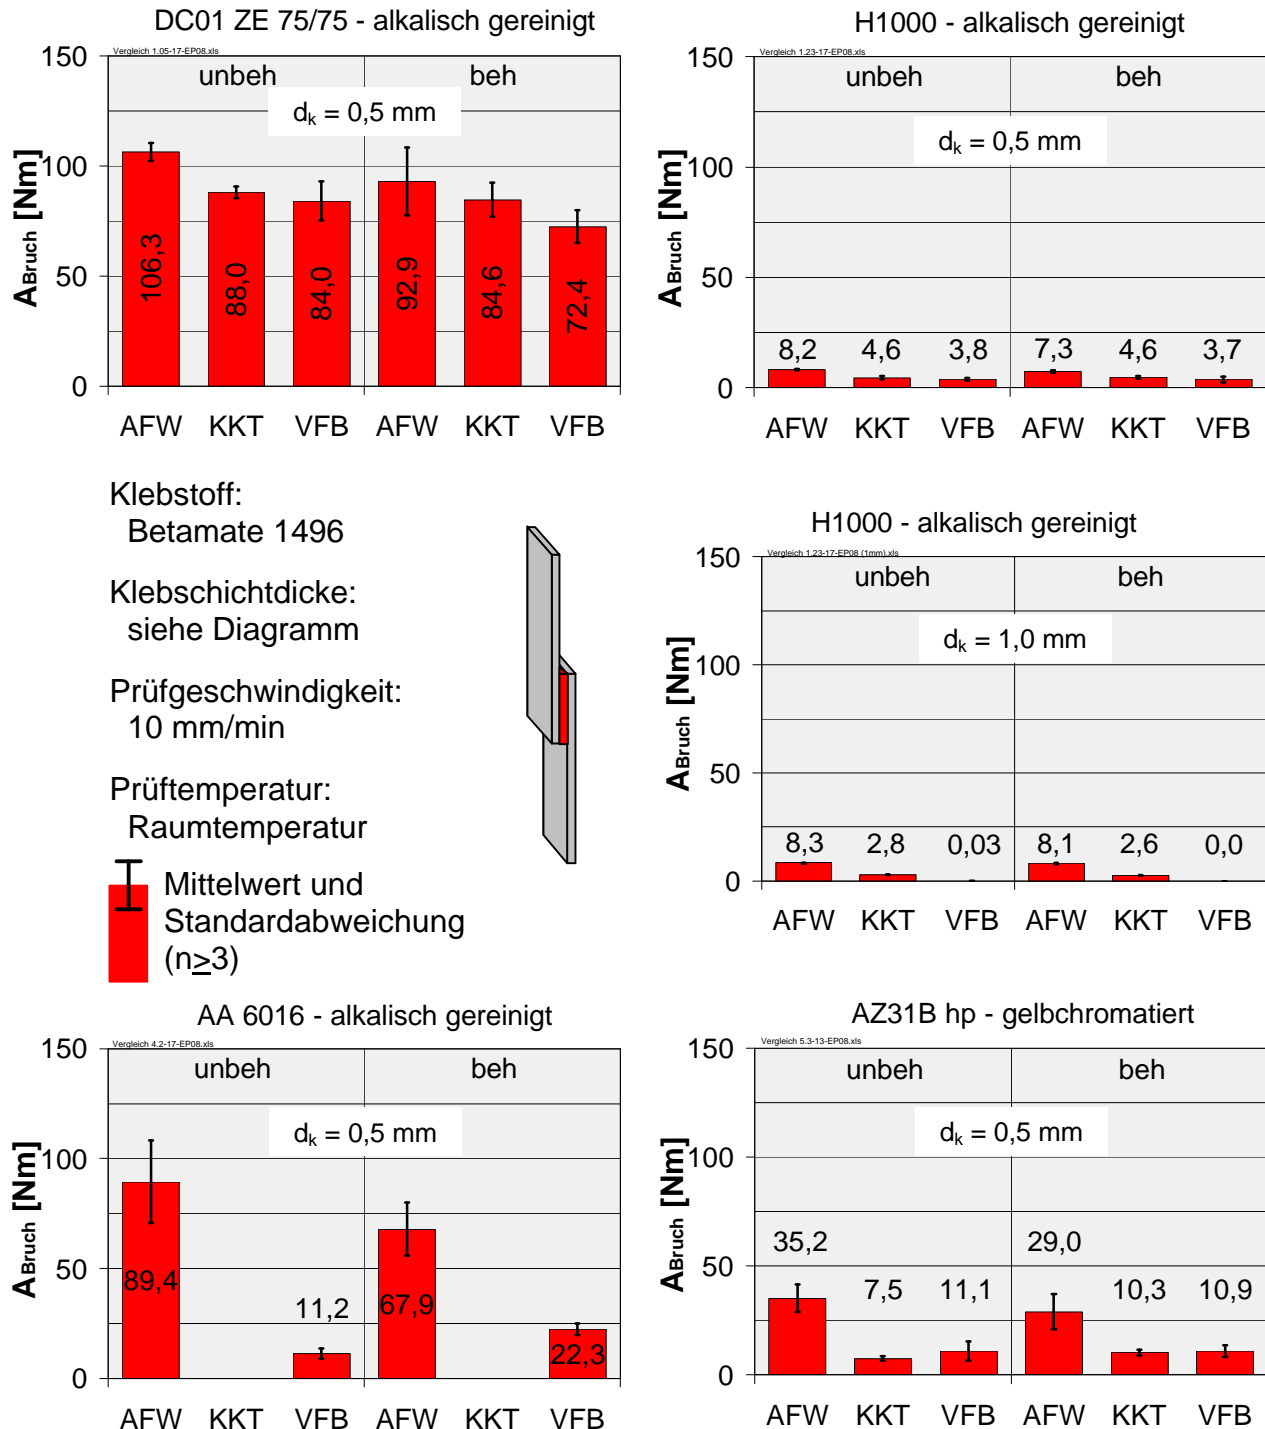 DC01 ZE 75/75 - alkalisch gereinigt
Vergleich 1.05-17-EP08.xls
unbeh beh
dk = 0,5 mm
ABruch [Nm]
150
100
50
0
106,3 88,0 84,0 92,9 84,6 72,4
AFW KKT VFB AFW KKT VFB
H1000 - alkalisch gereinigt
Vergleich 1.23-17-EP08.xls
unbeh beh
dk = 0,5 mm
ABruch [Nm]
150
100
50
0
8,2 4,6 3,8 7,3 4,6 3,7
AFW KKT VFB AFW KKT VFB
Klebstoff:
Betamate 1496
Klebschichtdicke:
siehe Diagramm
Prüfgeschwindigkeit:
10 mm/min
Prüftemperatur:
Raumtemperatur
Mittelwert und
Standardabweichung
(n≥3)
H1000 - alkalisch gereinigt
Vergleich 1.23-17-EP08 (1mm).xls
unbeh beh
dk = 1,0 mm
ABruch [Nm]
150
100
50
0
8,3 2,8 0,03 8,1 2,6 0,0
AFW KKT VFB AFW KKT VFB
AA 6016 - alkalisch gereinigt
Vergleich 4.2-17-EP08.xls
unbeh beh
dk = 0,5 mm
ABruch [Nm]
150
100
50
0
89,4 11,2 67,9 22,3
AFW KKT VFB AFW KKT VFB
AZ31B hp - gelbchromatiert
Vergleich 5.3-13-EP08.xls
unbeh beh
dk = 0,5 mm
ABruch [Nm]
150
100
50
0
35,2 7,5 11,1 29,0 10,3 10,9
AFW KKT VFB AFW KKT VFB